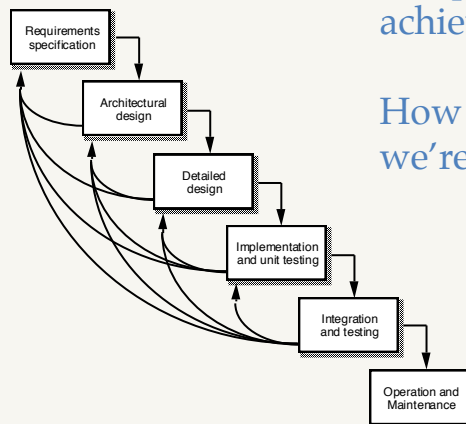 achie
How
we're
Requirements
specification
Architectural
design
Detailed
design
Implementation
and unit testing
Integration
and testing
Operation and
Maintenance